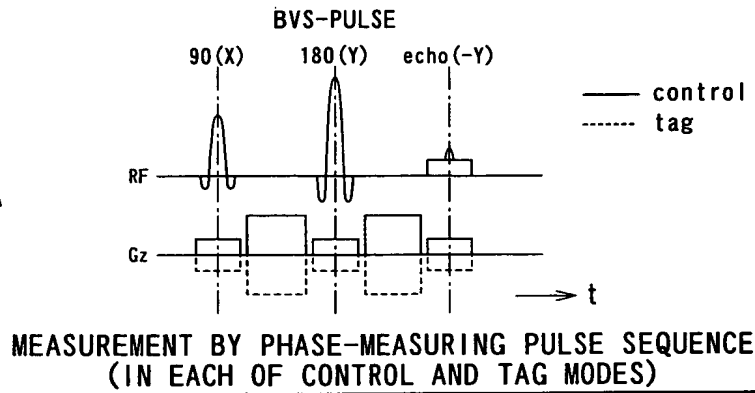 BVS-PULSE
90(X) 180(Y) echo(-Y)
control
tag
RF
Gz
t
MEASUREMENT BY PHASE-MEASURING PULSE SEQUENCE
(IN EACH OF CONTROL AND TAG MODES)